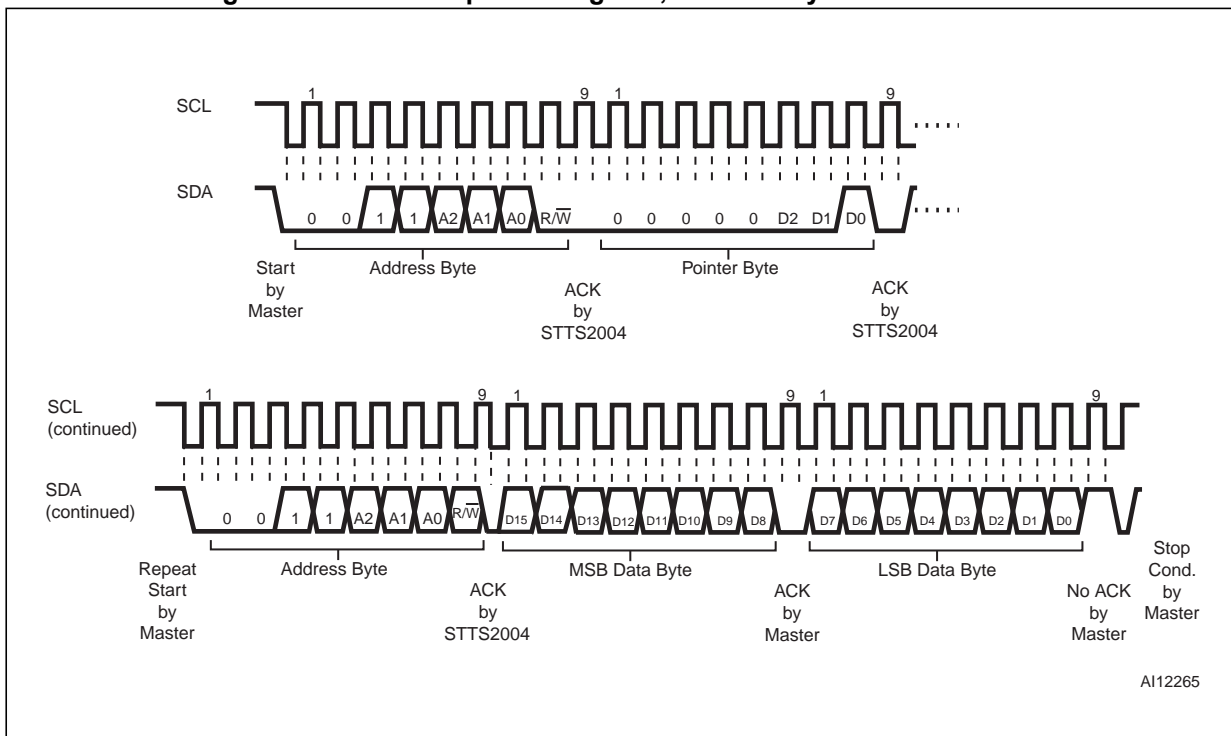 SCL
1
9
1
9
SDA
0 0 1 1 A2 A1 A0 R/W̅ 0 0 0 0 0 D2 D1 D0
Address Byte
Pointer Byte
Start
by
Master
ACK
by
STTS2004
ACK
by
STTS2004
SCL
(continued)
1
9
1
9
1
9
SDA
(continued)
0 0 1 1 A2 A1 A0 R/W̅ D15 D14 D13 D12 D11 D10 D9 D8 D7 D6 D5 D4 D3 D2 D1 D0
Address Byte
MSB Data Byte
LSB Data Byte
Repeat
Start
by
Master
ACK
by
STTS2004
ACK
by
Master
No ACK
by
Master
Stop
Cond.
by
Master
AI12265